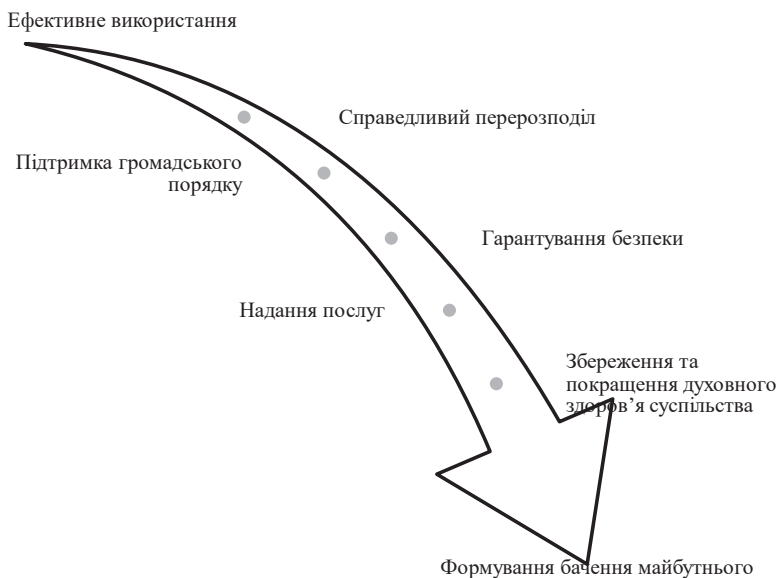 Ефективне використання
Справедливий перерозподіл
Підтримка громадського
порядку
Гарантування безпеки
Надання послуг
Збереження та
покращення духовного
здоров’я суспільства
Формування бачення майбутнього